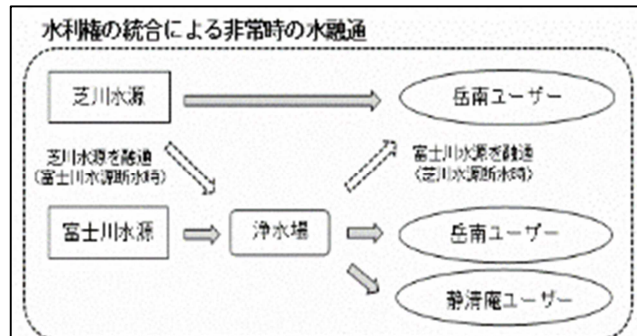 水利権の統合による非常時の水融通
芝川水源
岳南ユーザー
芝川水源を融通
(富士川水源断水時)
富士川水源を融通
(芝川水源断水時)
富士川水源
浄水場
岳南ユーザー
静清庵ユーザー